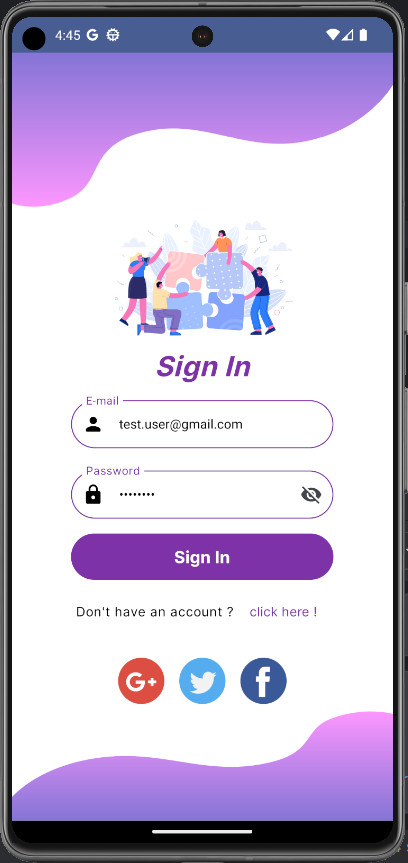 4:45 G
Sign In
E-mail
test.user@gmail.com
Password
••••••••
Sign In
Don't have an account ? click here !
G+
f